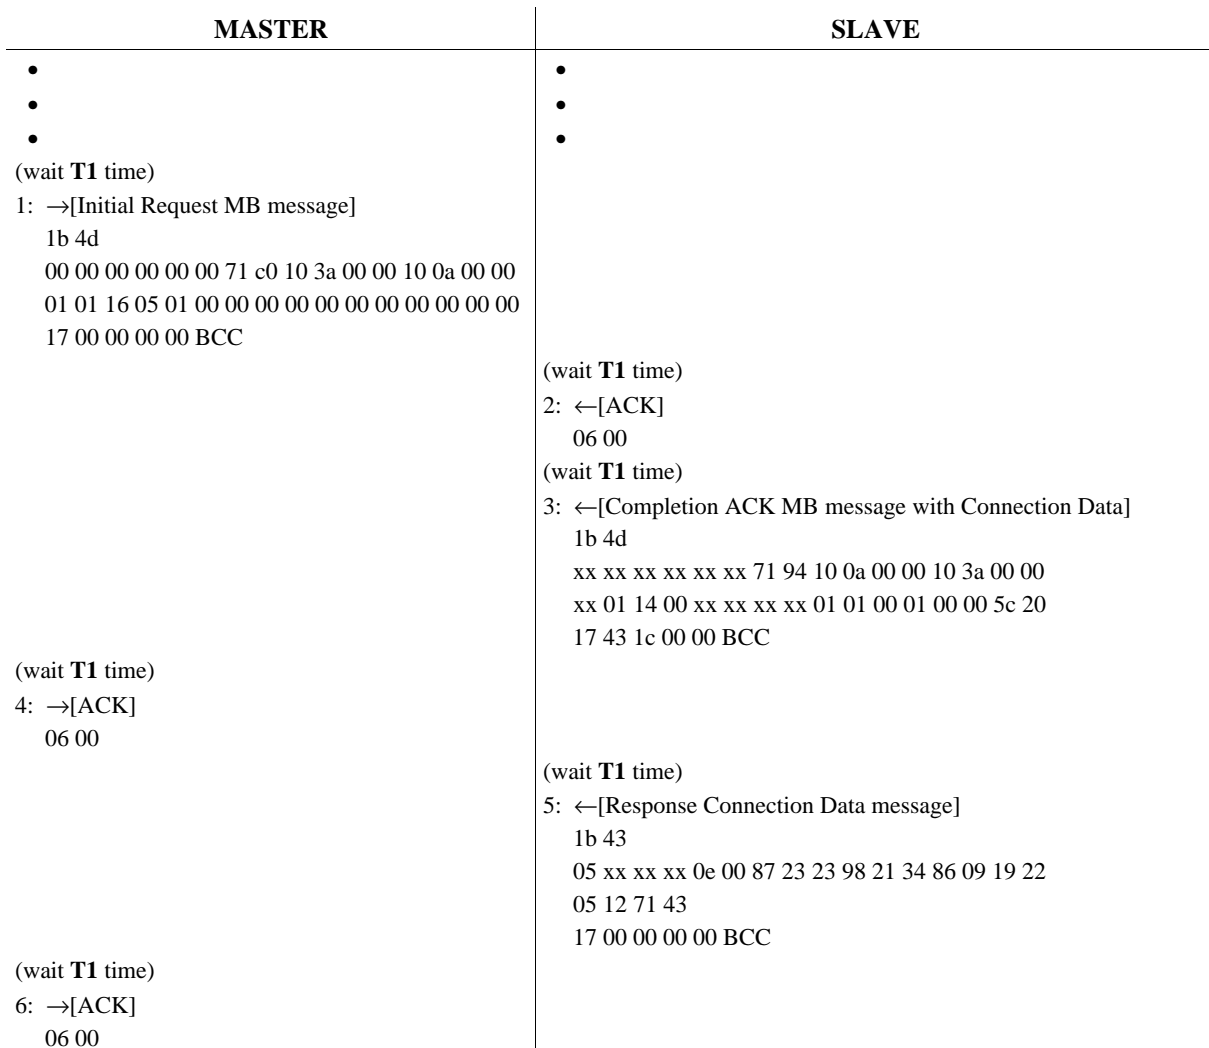 MASTER SLAVE
• •
• •
• •
(wait T1 time)
1: →[Initial Request MB message]
1b 4d
00 00 00 00 00 00 71 c0 10 3a 00 00 10 0a 00 00
01 01 16 05 01 00 00 00 00 00 00 00 00 00 00 00
17 00 00 00 00 BCC
(wait T1 time)
2: ←[ACK]
06 00
(wait T1 time)
3: ←[Completion ACK MB message with Connection Data]
1b 4d
xx xx xx xx xx xx 71 94 10 0a 00 00 10 3a 00 00
xx 01 14 00 xx xx xx xx 01 01 00 01 00 00 5c 20
17 43 1c 00 00 BCC
(wait T1 time)
4: →[ACK]
06 00
(wait T1 time)
5: ←[Response Connection Data message]
1b 43
05 xx xx xx 0e 00 87 23 23 98 21 34 86 09 19 22
05 12 71 43
17 00 00 00 00 BCC
(wait T1 time)
6: →[ACK]
06 00